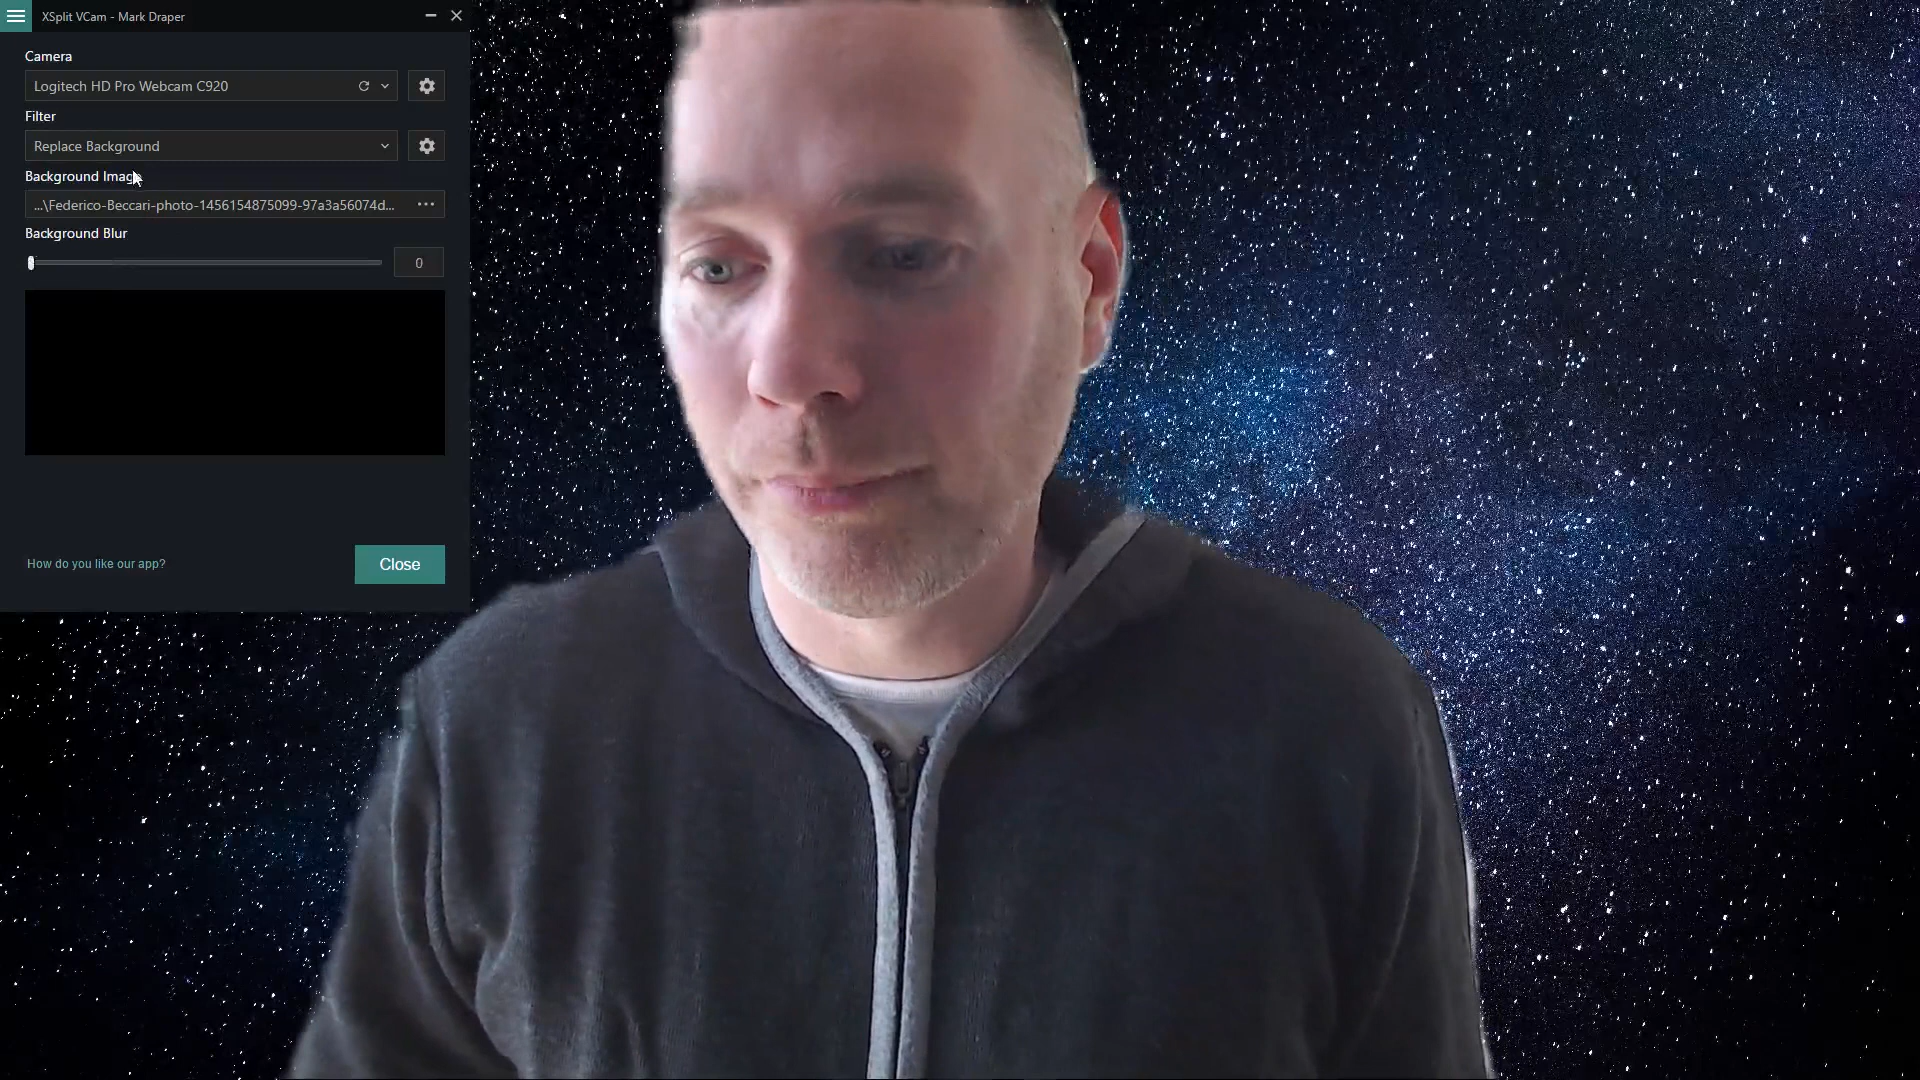 XSplit VCam - Mark Draper
Camera
Logitech HD Pro Webcam C920
Filter
Replace Background
Background Image
...\Federico-Beccari-photo-1456154875099-97a3a56074d...
Background Blur
0
How do you like our app?
Close